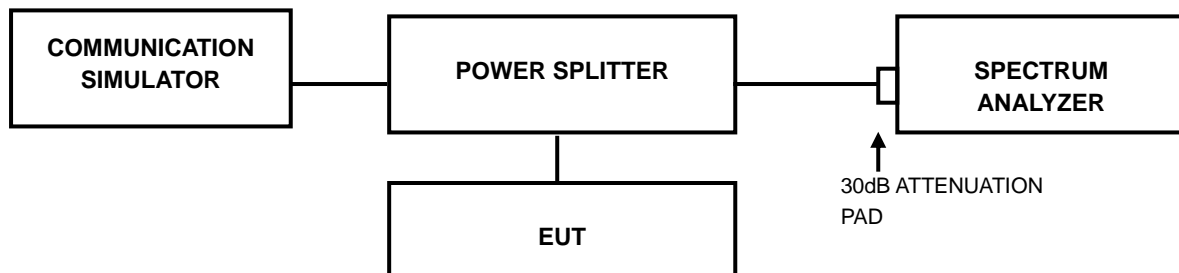 COMMUNICATION
SIMULATOR
POWER SPLITTER
SPECTRUM
ANALYZER
30dB ATTENUATION
PAD
EUT